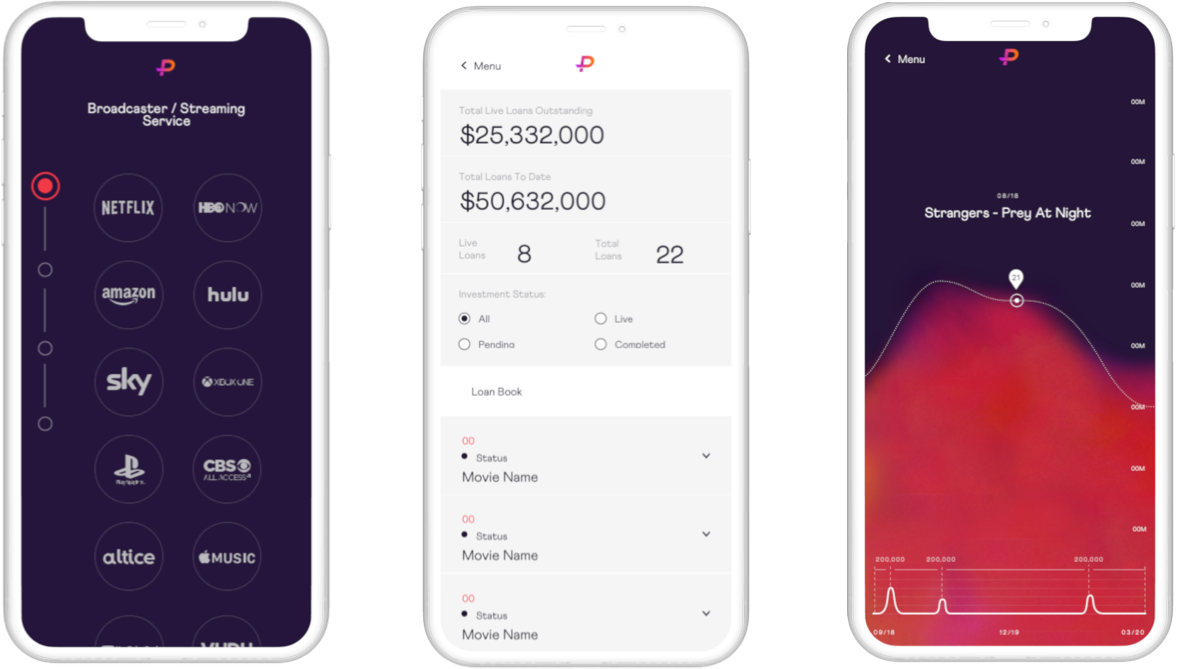 Broadcaster / Streaming
Service
NETFLIX
HBO NOW
amazon
hulu
sky
XBOX ONE
PlayStation.
CBS
ALL ACCESS
altice
MUSIC
VUDU
Menu
Total Live Loans Outstanding
$25,332,000
Total Loans To Date
$50,632,000
Live
Loans
8
Total
Loans
22
Investment Status:
All
Live
Pending
Completed
Loan Book
00
Status
Movie Name
00
Status
Movie Name
00
Status
Movie Name
Menu
00M
00M
08/18
Strangers - Prey At Night
00M
21
00M
00M
00M
00M
00M
200,000
200,000
200,000
09/18
12/19
03/20